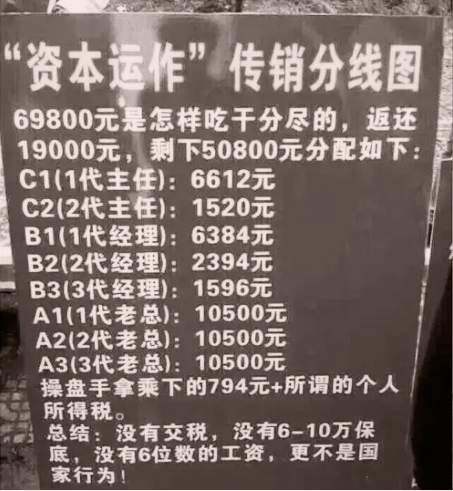 “资本运作”传销分线图
69800元是怎样吃干分尽的，返还
19000元，剩下50800元分配如下：
C1(1代主任)：6612元
C2(2代主任)：1520元
B1(1代经理)：6384元
B2(2代经理)：2394元
B3(3代经理)：1596元
A1(1代老总)：10500元
A2(2代老总)：10500元
A3(3代老总)：10500元
操盘手拿乘下的794元+所谓的个人
所得税。
总结：没有交税，没有6-10万保
底，没有6位数的工资，更不是国
家行为！